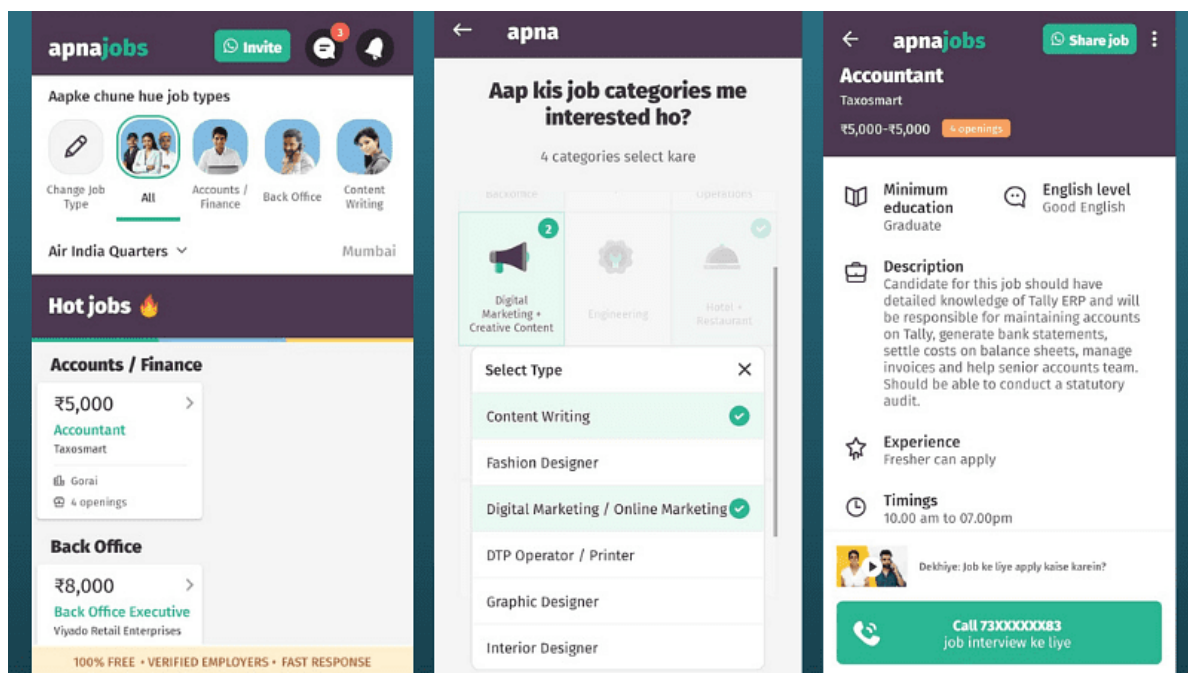 apnajobs
Invite
3
Aapke chune hue job types
Change Job
Type
All
Accounts /
Finance
Back Office
Content
Writing
Air India Quarters
Mumbai
Hot jobs
Accounts / Finance
₹5,000
Accountant
Taxosmart
Gorai
4 openings
Back Office
₹8,000
Back Office Executive
Viyado Retail Enterprises
100% FREE • VERIFIED EMPLOYERS • FAST RESPONSE
apna
Aap kis job categories me
interested ho?
4 categories select kare
Backoffice
Operations
2
Digital
Marketing +
Creative Content
Engineering
Hotel +
Restaurant
Select Type
Content Writing
Fashion Designer
Digital Marketing / Online Marketing
DTP Operator / Printer
Graphic Designer
Interior Designer
apnajobs
Share job
Accountant
Taxosmart
₹5,000-₹5,000
4 openings
Minimum
education
Graduate
English level
Good English
Description
Candidate for this job should have
detailed knowledge of Tally ERP and will
be responsible for maintaining accounts
on Tally, generate bank statements,
settle costs on balance sheets, manage
invoices and help senior accounts team.
Should be able to conduct a statutory
audit.
Experience
Fresher can apply
Timings
10.00 am to 07.00pm
Dekhiye: Job ke liye apply kaise karein?
Call 73XXXXXX83
job interview ke liye